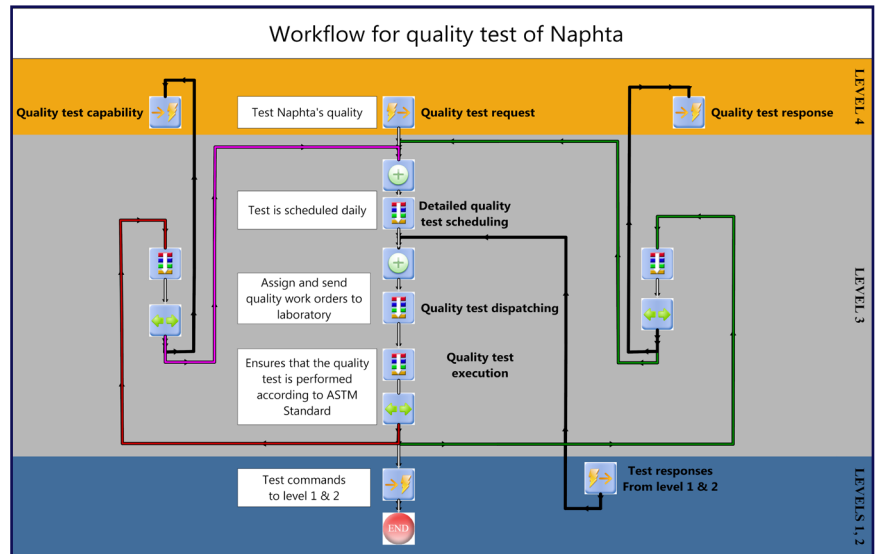 Workflow for quality test of Naphta
LEVEL 4
Quality test capability
Test Naphta's quality
Quality test request
Quality test response
LEVEL 3
Test is scheduled daily
Detailed quality
test scheduling
Assign and send
quality work orders to
laboratory
Quality test dispatching
Ensures that the quality
test is performed
according to ASTM
Standard
Quality test
execution
LEVELS 1, 2
Test commands
to level 1 & 2
Test responses
From level 1 & 2
END